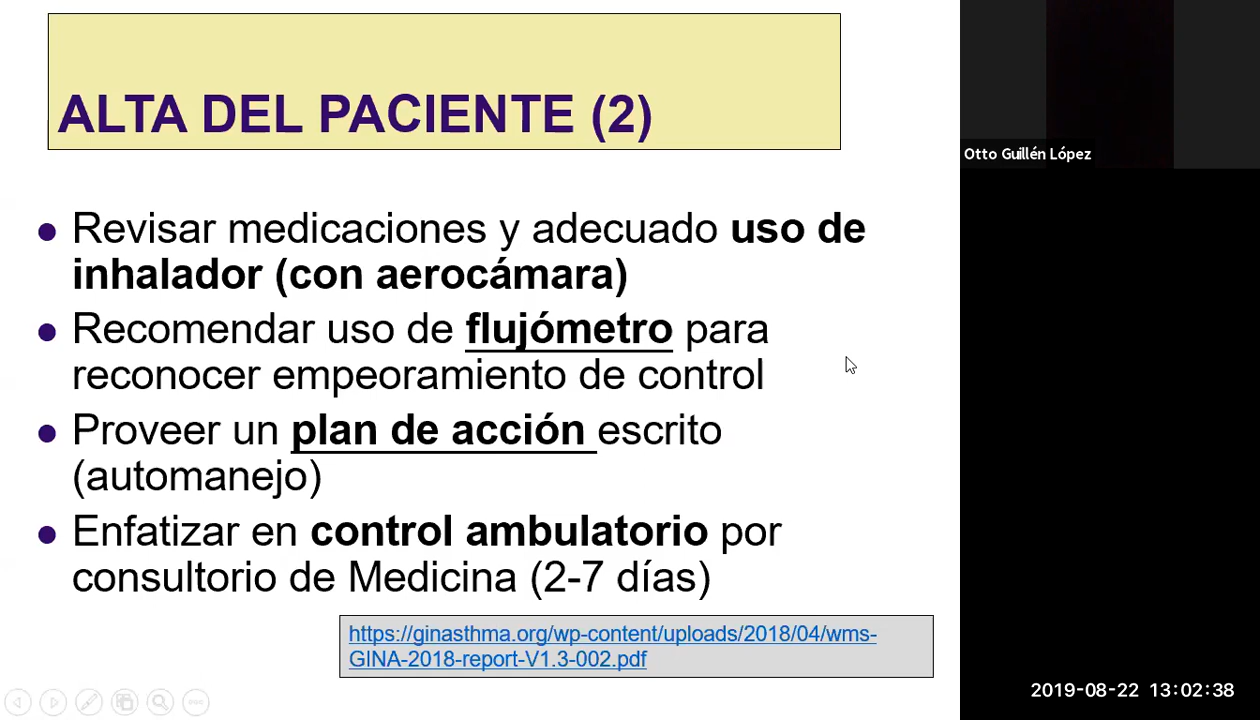 ALTA DEL PACIENTE (2)
Otto Guillén López
Revisar medicaciones y adecuado uso de
inhalador (con aerocámara)
Recomendar uso de flujómetro para
reconocer empeoramiento de control
Proveer un plan de acción escrito
(automanejo)
Enfatizar en control ambulatorio por
consultorio de Medicina (2-7 días)
https://ginasthma.org/wp-content/uploads/2018/04/wms-
GINA-2018-report-V1.3-002.pdf
2019-08-22 13:02:38